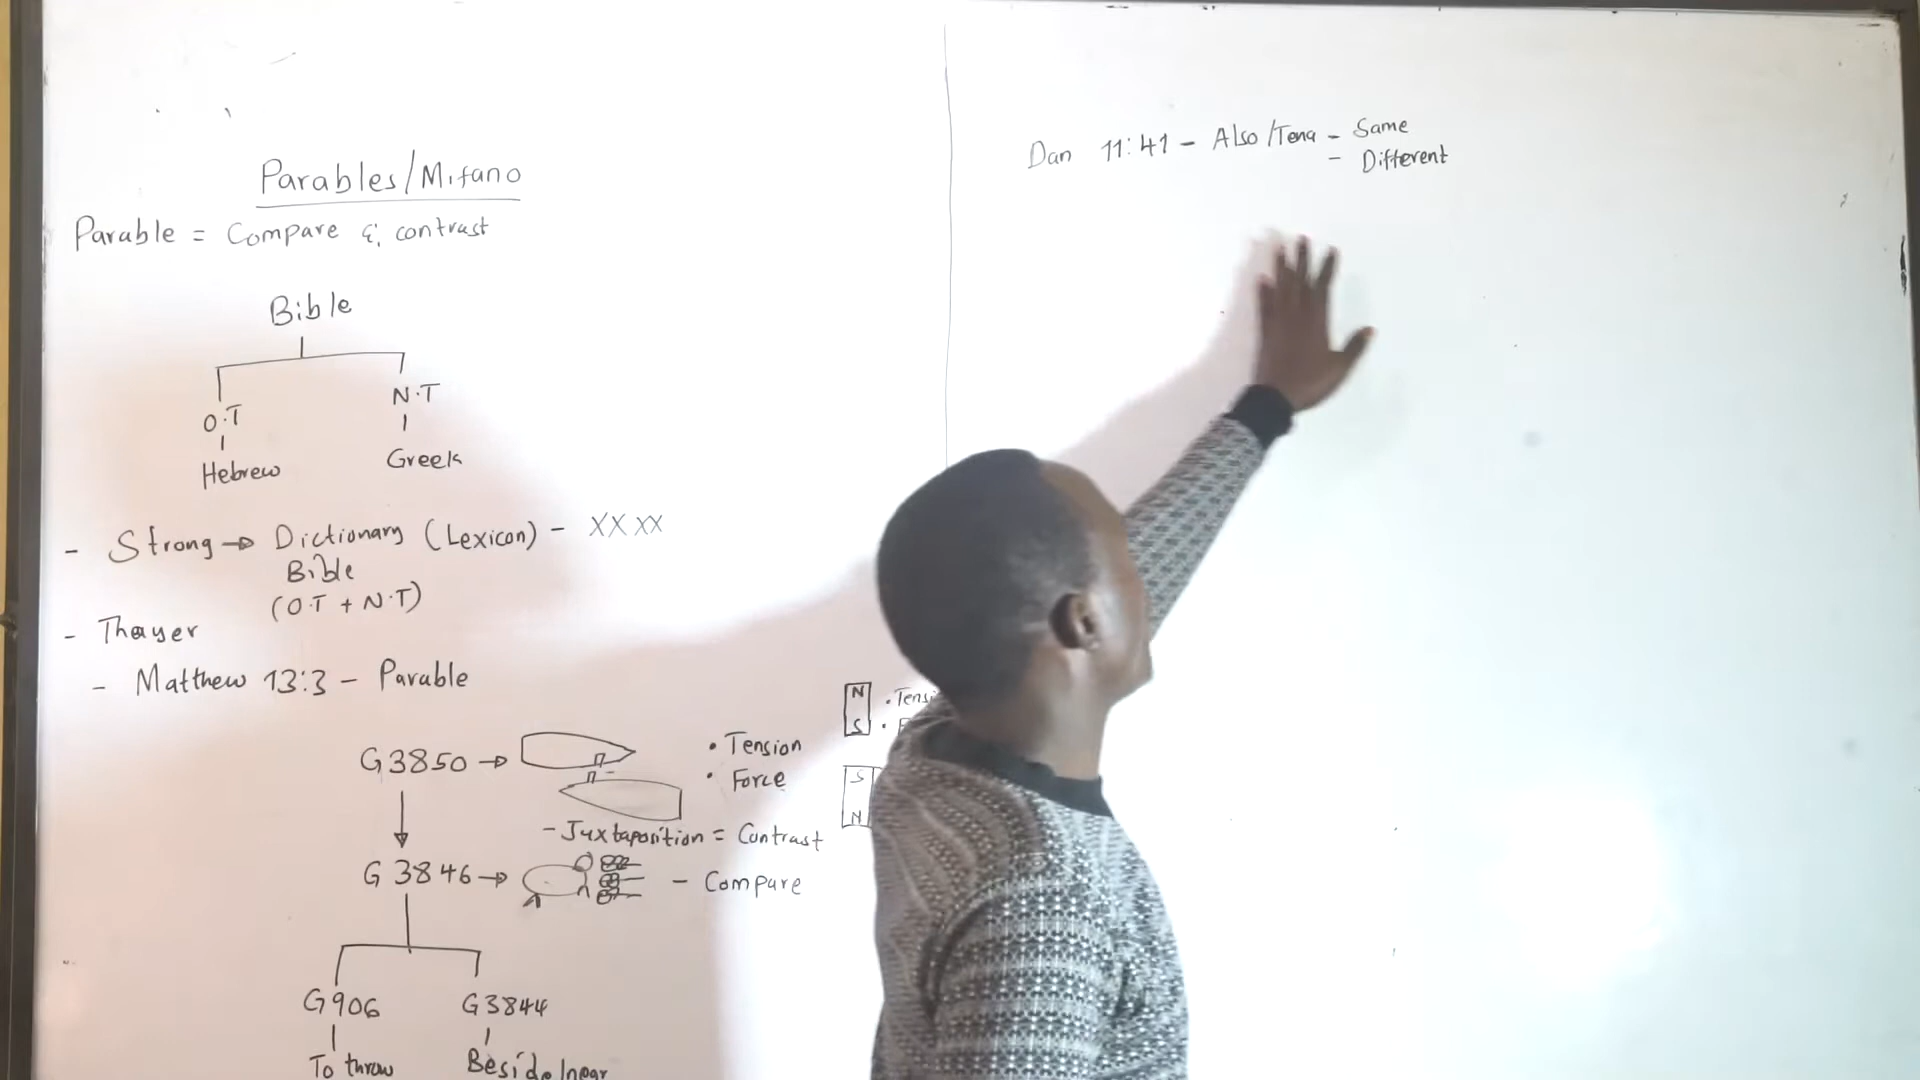 Parables/Mifano
Parable = Compare & contrast
Bible
O.T
N.T
Hebrew
Greek
- Strong → Dictionary (Lexicon) - XXXX
Bible
(O.T + N.T)
- Thayer
- Matthew 13:3 - Parable
G3850 →
• Tension
• Force
- Juxtaposition = Contrast
G 3846 →
- Compare
G906
G3844
To throw
Beside/near
N
S
S
N
Dan 11:41 - Also/Tena - Same
- Different